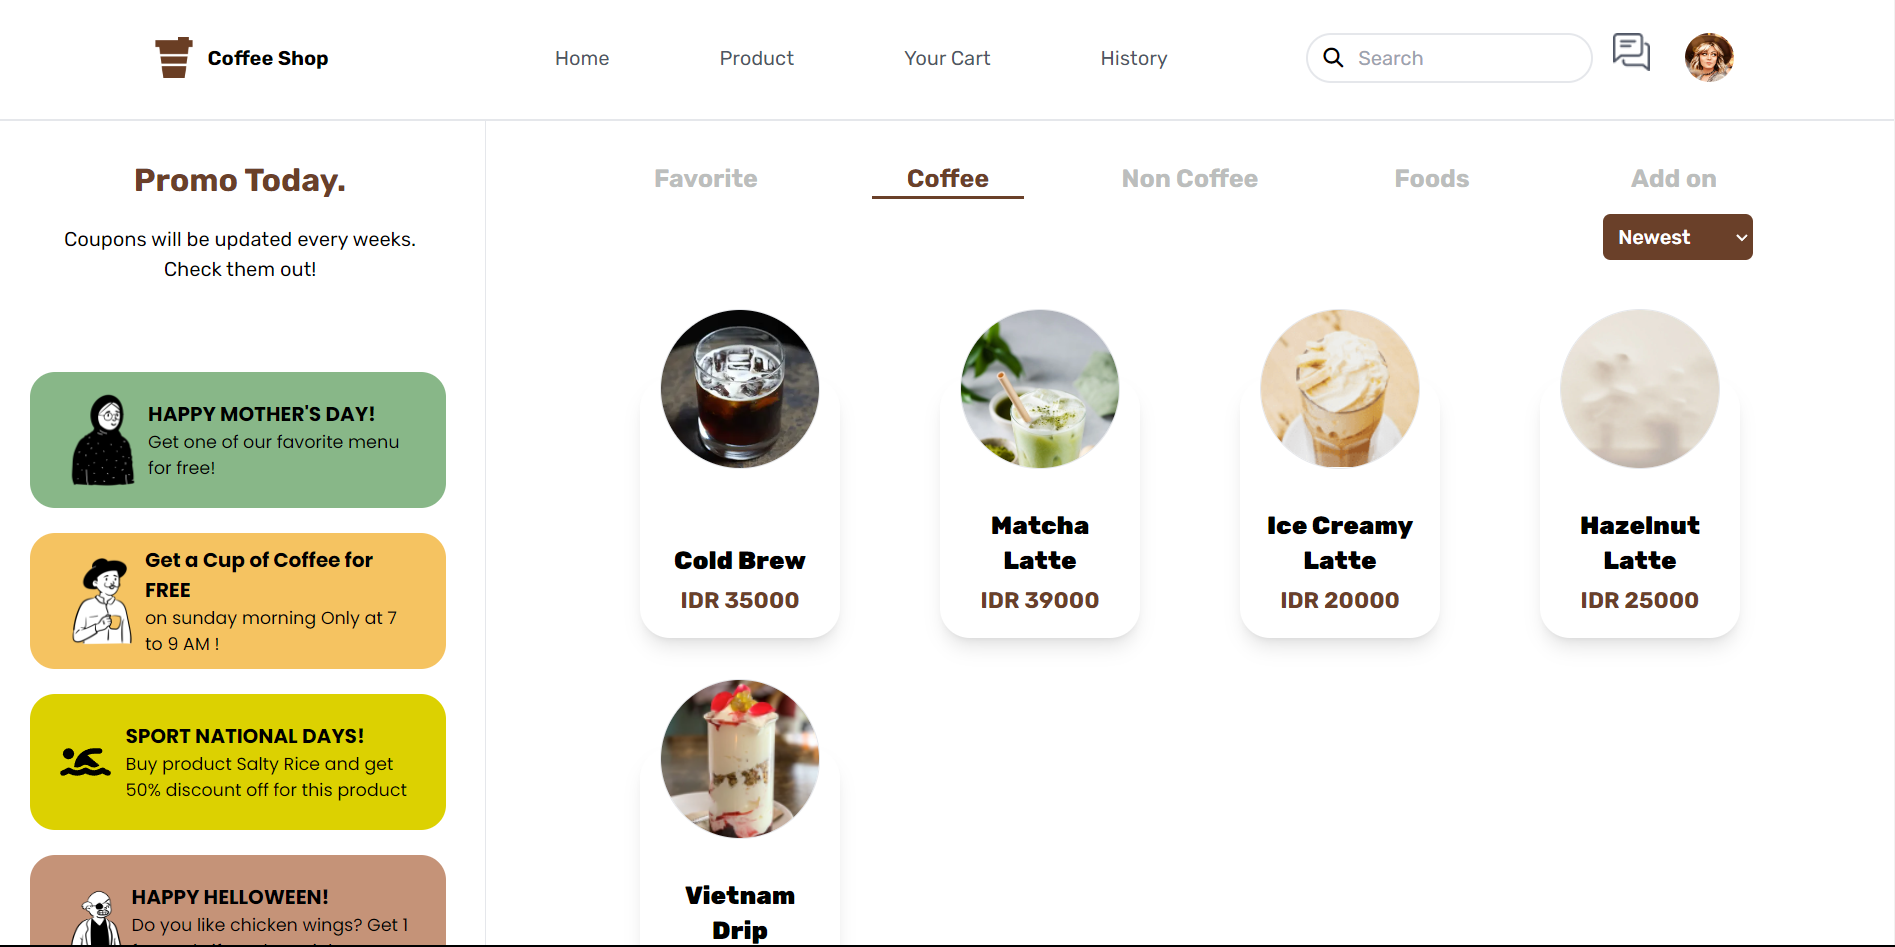 Coffee Shop
Home
Product
Your Cart
History
Search
Promo Today.
Coupons will be updated every weeks.
Check them out!
HAPPY MOTHER'S DAY!
Get one of our favorite menu
for free!
Get a Cup of Coffee for
FREE
on sunday morning Only at 7
to 9 AM !
SPORT NATIONAL DAYS!
Buy product Salty Rice and get
50% discount off for this product
HAPPY HELLOWEEN!
Do you like chicken wings? Get 1
Favorite
Coffee
Non Coffee
Foods
Add on
Newest
Cold Brew
IDR 35000
Matcha
Latte
IDR 39000
Ice Creamy
Latte
IDR 20000
Hazelnut
Latte
IDR 25000
Vietnam
Drip